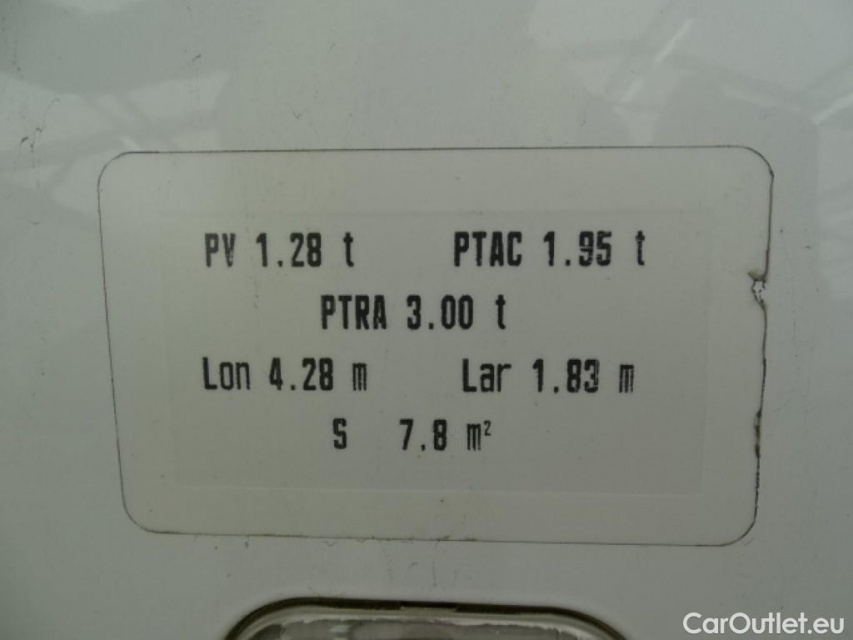 PV 1.28 t PTAC 1.95 t
PTRA 3.00 t
Lon 4.28 m Lar 1.83 m
S 7.8 m²
CarOutlet.eu